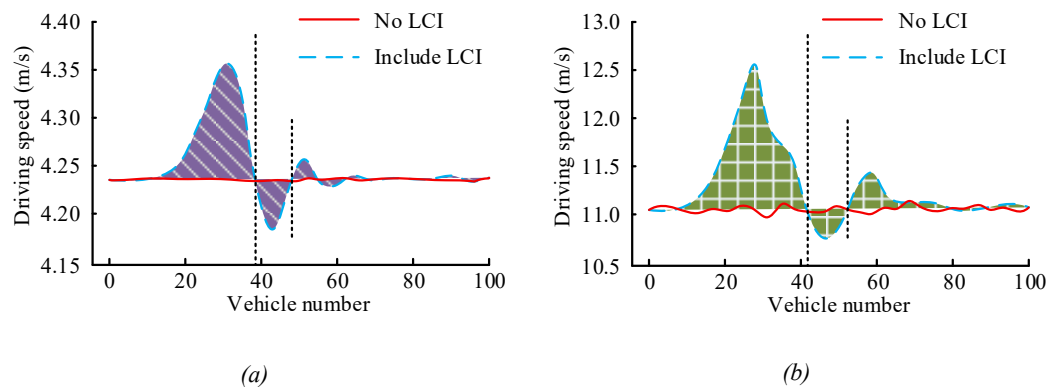 4.40
4.35
4.30
4.25
4.20
4.15
Driving speed (m/s)
No LCI
Include LCI
0 20 40 60 80 100
Vehicle number
(a)
13.0
12.5
12.0
11.5
11.0
10.5
Driving speed (m/s)
No LCI
Include LCI
0 20 40 60 80 100
Vehicle number
(b)